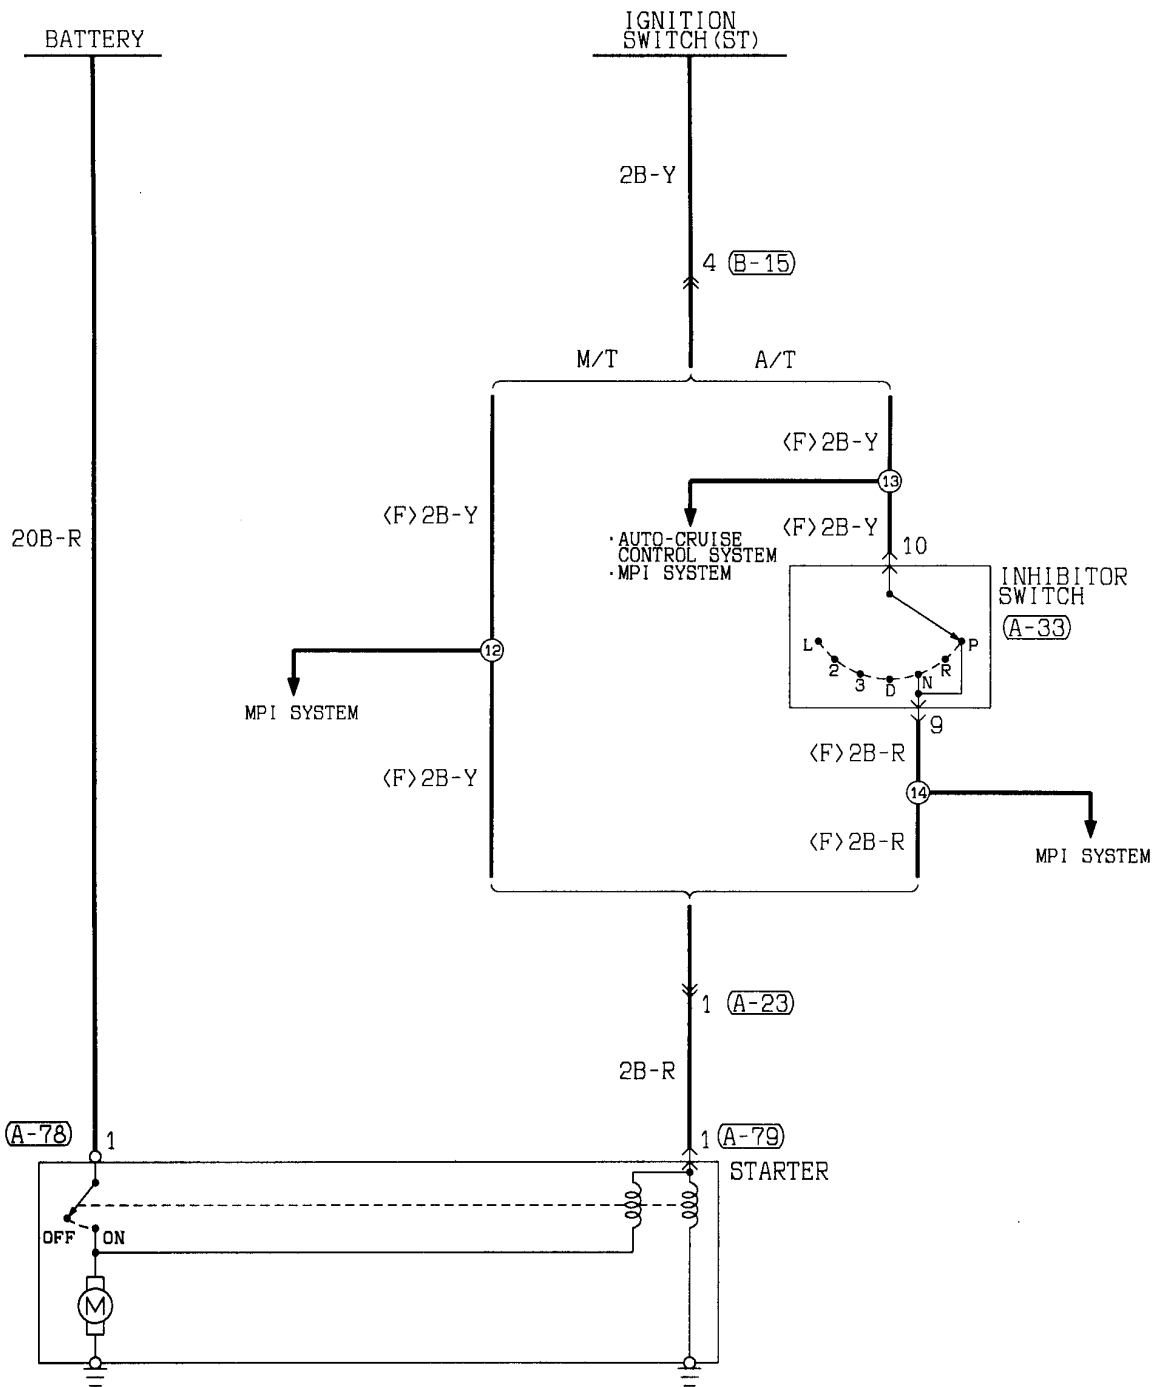 BATTERY
IGNITION
SWITCH(ST)
2B-Y
4 B-15
M/T
A/T
<F>2B-Y
13
<F>2B-Y
<F>2B-Y
20B-R
·AUTO-CRUISE
CONTROL SYSTEM
·MPI SYSTEM
10
INHIBITOR
SWITCH
A-33
12
L
2
3
D
N
R
P
MPI SYSTEM
9
<F>2B-R
<F>2B-Y
14
<F>2B-R
MPI SYSTEM
1 A-23
2B-R
A-78 1
1 A-79
STARTER
OFF
ON
M